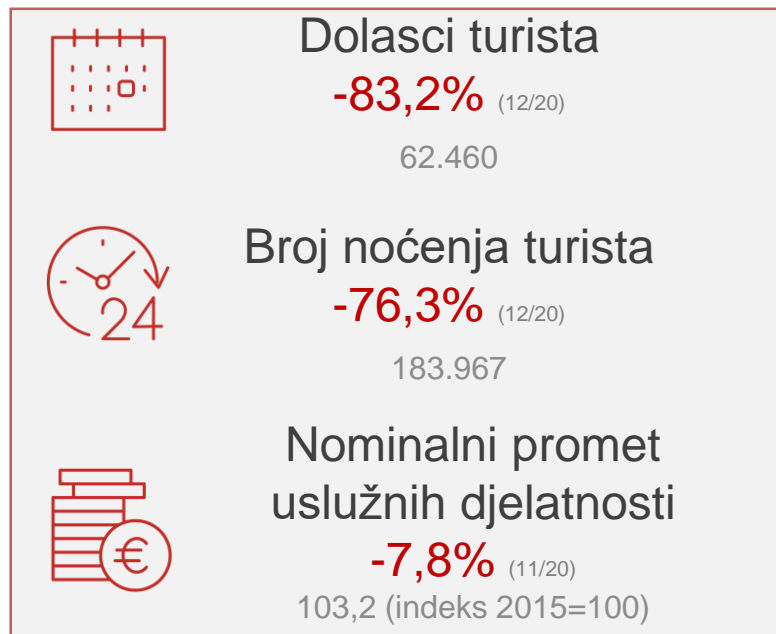 Dolasci turista
-83,2% (12/20)
62.460
24
Broj noćenja turista
-76,3% (12/20)
183.967
Nominalni promet
uslužnih djelatnosti
-7,8% (11/20)
€
103,2 (indeks 2015=100)